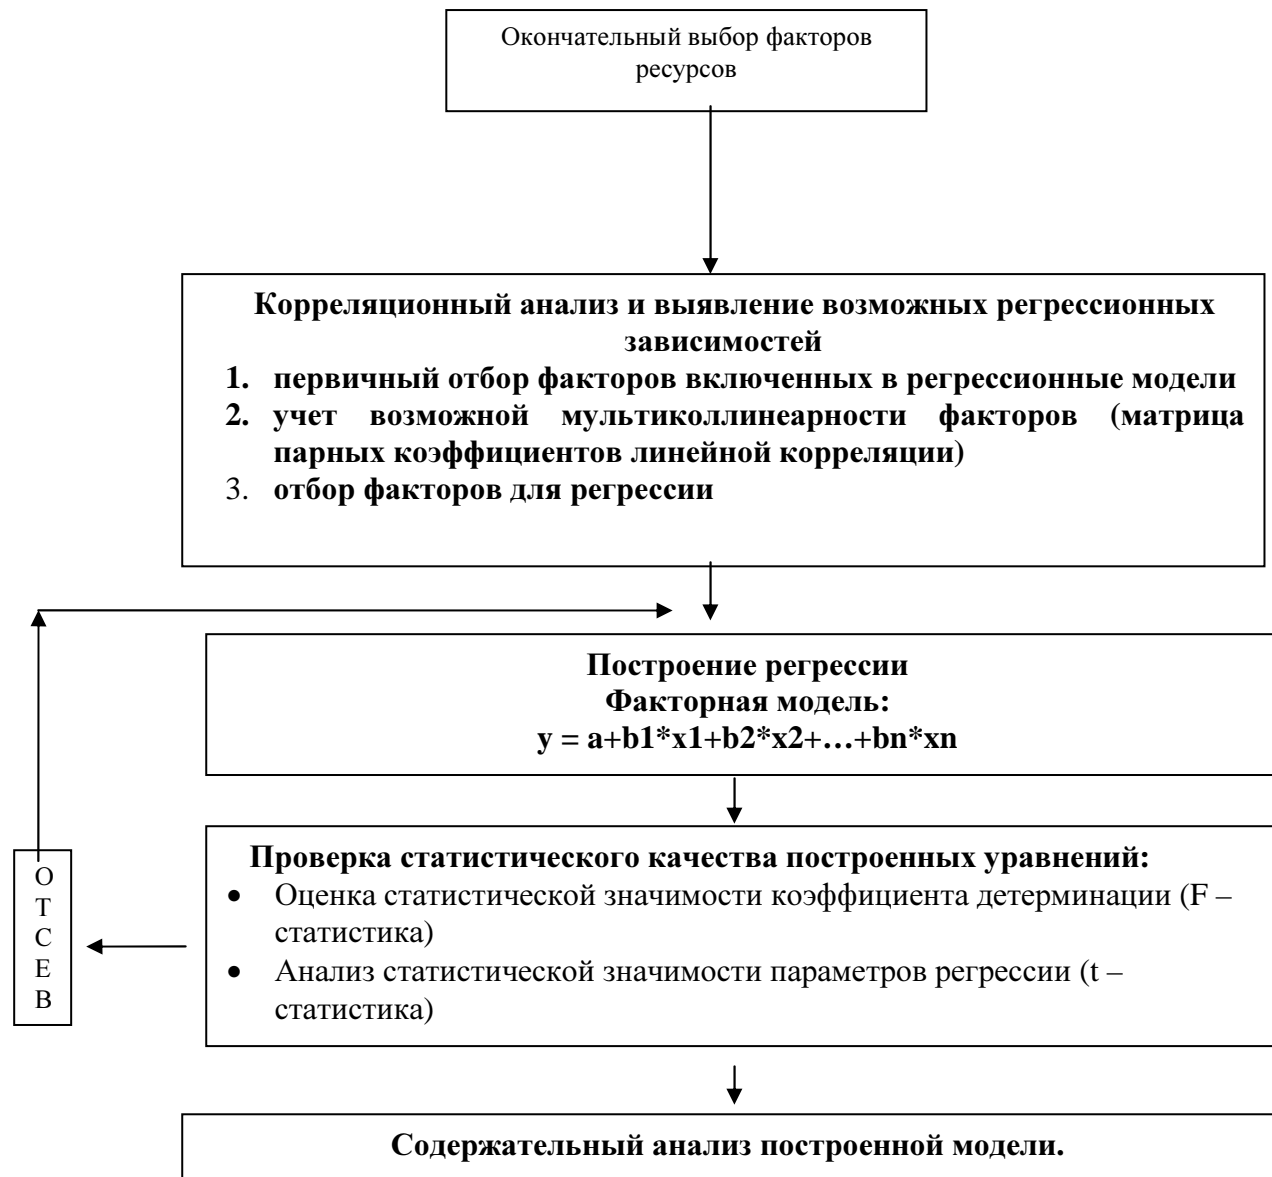 Окончательный выбор факторов
ресурсов
Корреляционный анализ и выявление возможных регрессионных
зависимостей
1. первичный отбор факторов включенных в регрессионные модели
2. учет возможной мультиколлинеарности факторов (матрица
парных коэффициентов линейной корреляции)
3. отбор факторов для регрессии
Построение регрессии
Факторная модель:
y = a+b1*x1+b2*x2+…+bn*xn
Проверка статистического качества построенных уравнений:
• Оценка статистической значимости коэффициента детерминации (F –
статистика)
• Анализ статистической значимости параметров регрессии (t –
статистика)
О
Т
С
Е
В
Содержательный анализ построенной модели.